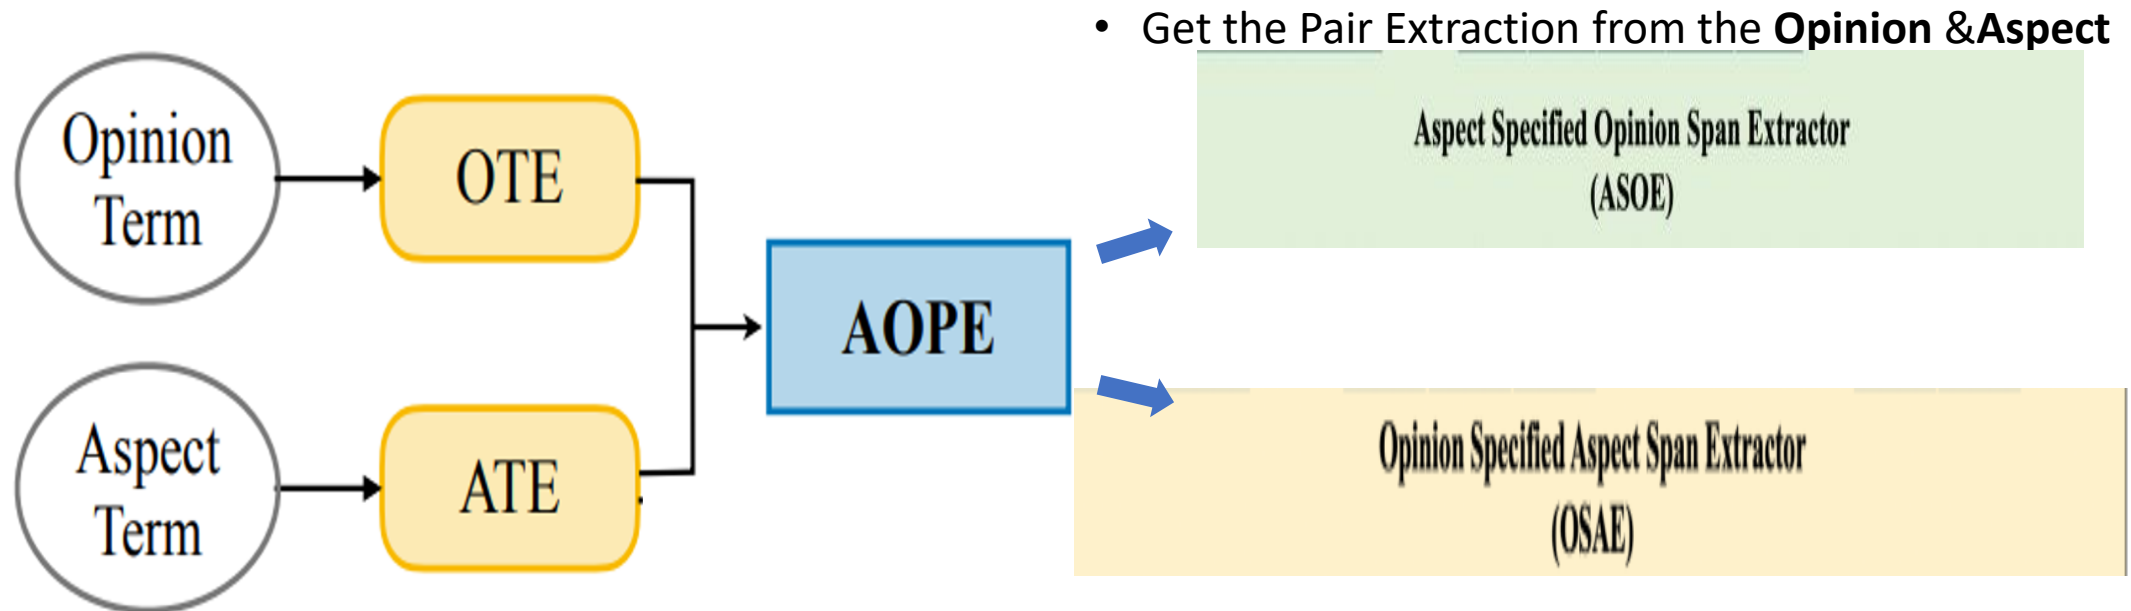 • Get the Pair Extraction from the Opinion &Aspect
Opinion
Term
OTE
Aspect
Term
ATE
AOPE
Aspect Specified Opinion Span Extractor
(ASOE)
Opinion Specified Aspect Span Extractor
(OSAE)